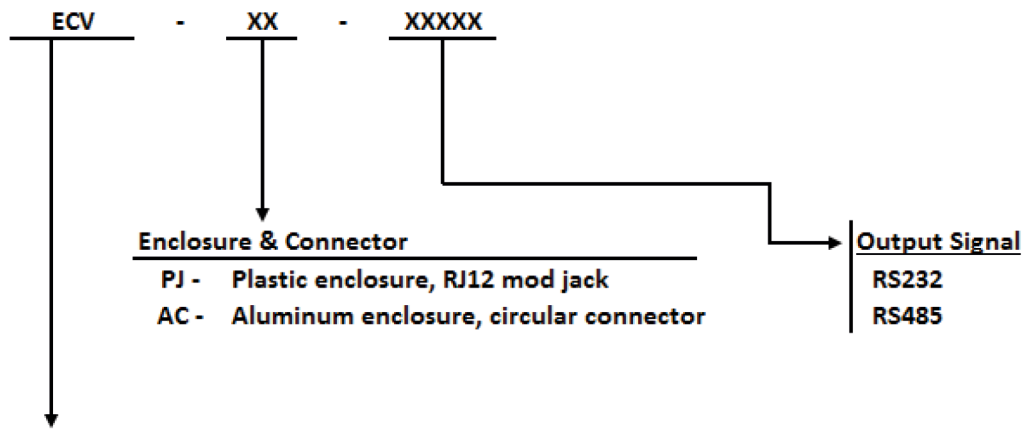 ECV - XX - XXXXX
Enclosure & Connector
PJ - Plastic enclosure, RJ12 mod jack
AC - Aluminum enclosure, circular connector
Output Signal
RS232
RS485